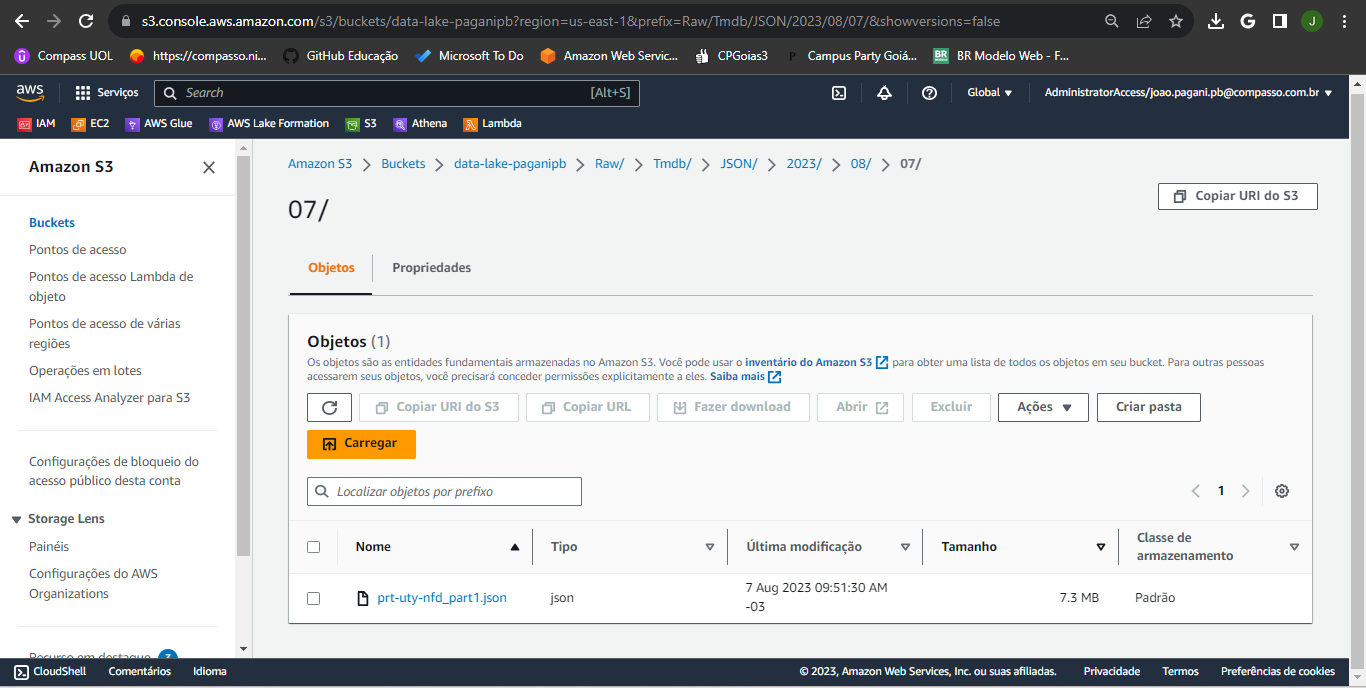 s3.console.aws.amazon.com/s3/buckets/data-lake-paganipb?region=us-east-1&prefix=Raw/Tmdb/JSON/2023/08/07/&showversions=false
J
Compass UOL
https://compasso.ni...
GitHub Educação
Microsoft To Do
Amazon Web Servic...
CPGoias3
P Campus Party Goiá...
BR BR Modelo Web - F...
aws
Serviços
Search
[Alt+S]
Global
AdministratorAccess/joao.pagani.pb@compasso.com.br
IAM
EC2
AWS Glue
AWS Lake Formation
S3
Athena
Lambda
Amazon S3
Buckets
Pontos de acesso
Pontos de acesso Lambda de
objeto
Pontos de acesso de várias
regiões
Operações em lotes
IAM Access Analyzer para S3
Configurações de bloqueio do
acesso público desta conta
Storage Lens
Painéis
Configurações do AWS
Organizations
Recurso em destaque 3
Amazon S3 > Buckets > data-lake-paganipb > Raw/ > Tmdb/ > JSON/ > 2023/ > 08/ > 07/
07/
Copiar URI do S3
Objetos
Propriedades
Objetos (1)
Os objetos são as entidades fundamentais armazenadas no Amazon S3. Você pode usar o inventário do Amazon S3 para obter uma lista de todos os objetos em seu bucket. Para outras pessoas
acessarem seus objetos, você precisará conceder permissões explicitamente a eles. Saiba mais
Copiar URI do S3
Copiar URL
Fazer download
Abrir
Excluir
Ações
Criar pasta
Carregar
Localizar objetos por prefixo
1
Nome
Tipo
Última modificação
Tamanho
Classe de
armazenamento
prt-uty-nfd_part1.json
json
7 Aug 2023 09:51:30 AM
-03
7.3 MB
Padrão
CloudShell
Comentários
Idioma
© 2023, Amazon Web Services, Inc. ou suas afiliadas.
Privacidade
Termos
Preferências de cookies